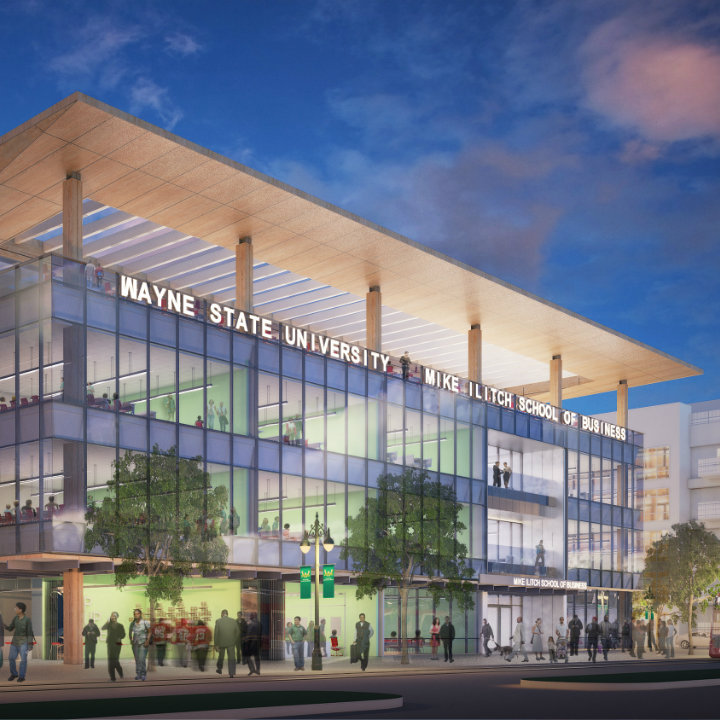 WAYNE STATE UNIVERSITY MIKE ILITCH SCHOOL OF BUSINESS
MIKE ILITCH SCHOOL OF BUSINESS